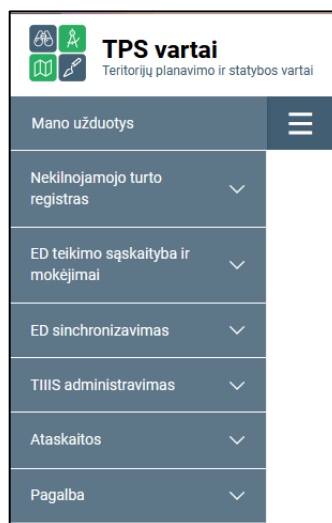 TPS vartai
Teritorijų planavimo ir statybos vartai
Mano užduotys
Nekilnojamojo turto
registras
ED teikimo sąskaityba ir
mokėjimai
ED sinchronizavimas
TIIIS administravimas
Ataskaitos
Pagalba